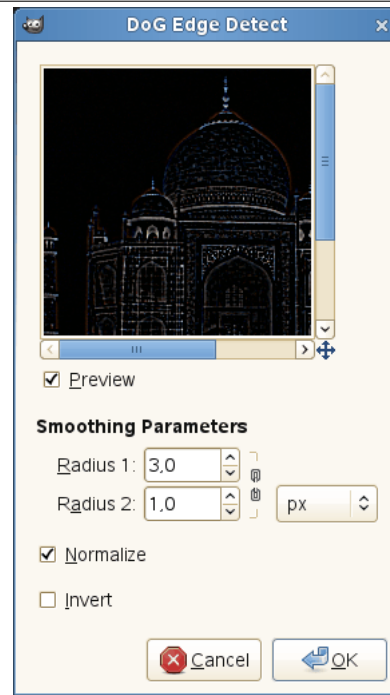 DoG Edge Detect
Preview
Smoothing Parameters
Radius 1: 3,0
Radius 2: 1,0 px
Normalize
Invert
Cancel OK